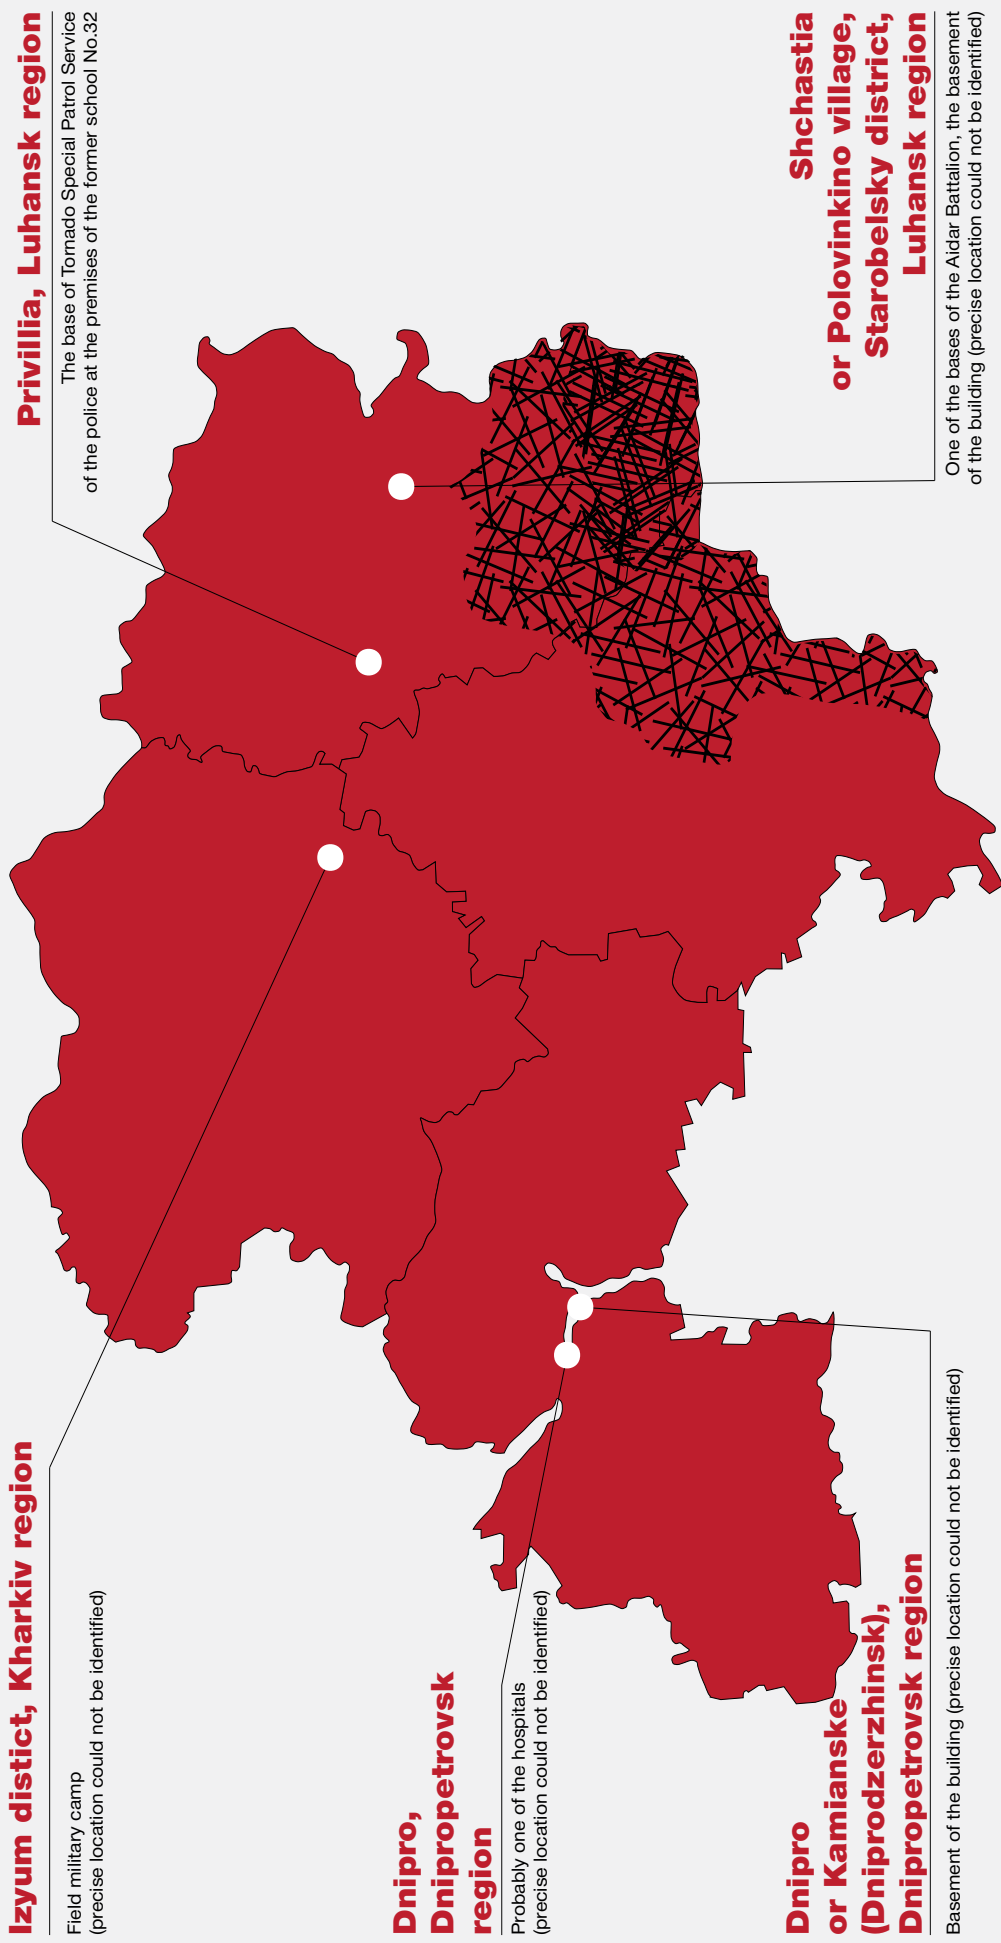 Izyum distict, Kharkiv region
Field military camp
(precise location could not be identified)
Privillia, Luhansk region
The base of Tornado Special Patrol Service
of the police at the premises of the former school No.32
Dnipro,
Dnipropetrovsk
region
Probably one of the hospitals
(precise location could not be identified)
Dnipro
or Kamianske
(Dniprodzerzhinsk),
Dnipropetrovsk region
Basement of the building (precise location could not be identified)
Shchastia
or Polovinkino village,
Starobelsky district,
Luhansk region
One of the bases of the Aidar Battalion, the basement
of the building (precise location could not be identified)